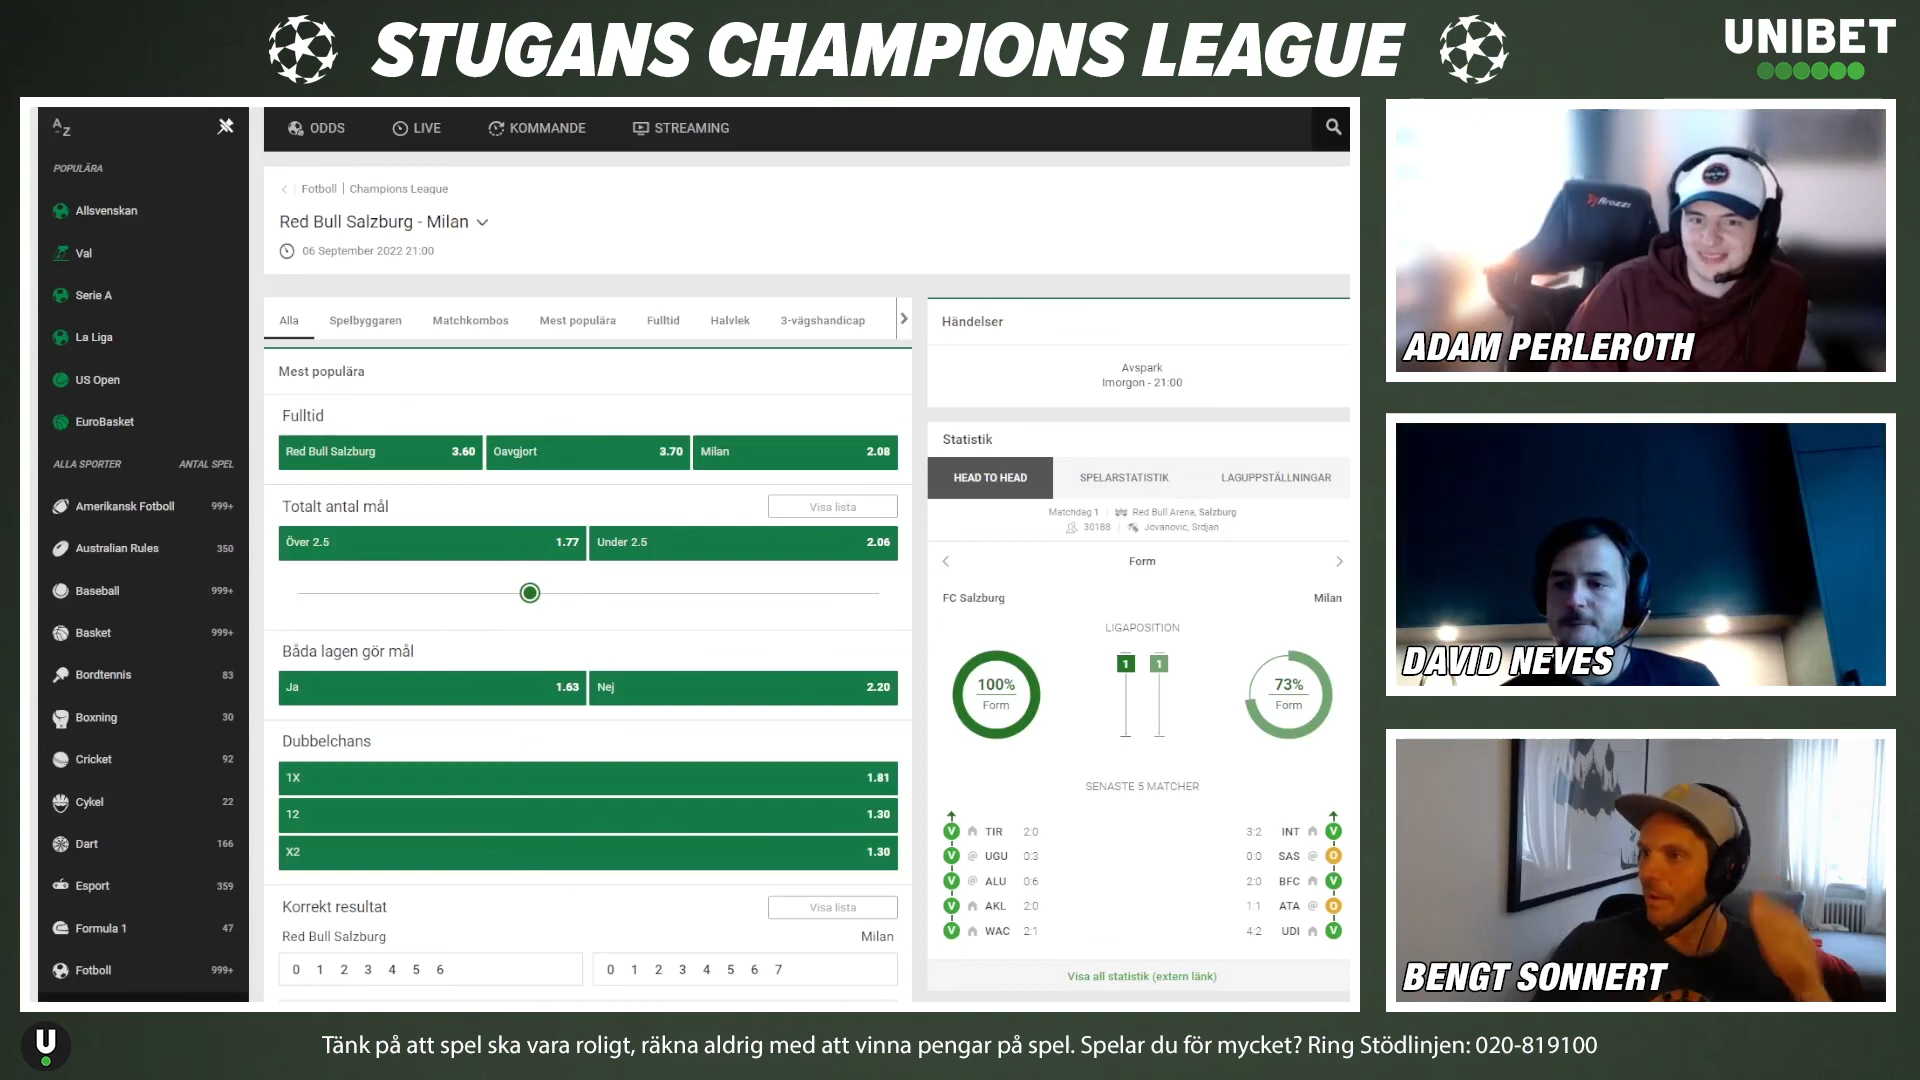 STUGANS CHAMPIONS LEAGUE
UNIBET
A-Z
POPULÄRA
Allsvenskan
Val
Serie A
La Liga
US Open
EuroBasket
ALLA SPORTER ANTAL SPEL
Amerikansk Fotboll 999+
Australian Rules 350
Baseball 999+
Basket 999+
Bordtennis 83
Boxning 30
Cricket 92
Cykel 22
Dart 166
Esport 359
Formula 1 47
Fotboll 999+
ODDS LIVE KOMMANDE STREAMING
Fotboll | Champions League
Red Bull Salzburg - Milan
06 September 2022 21:00
Alla Spelbyggaren Matchkombos Mest populära Fulltid Halvlek 3-vägshandicap
Mest populära
Fulltid
Red Bull Salzburg 3.60 Oavgjort 3.70 Milan 2.08
Totalt antal mål Visa lista
Över 2.5 1.77 Under 2.5 2.06
Båda lagen gör mål
Ja 1.63 Nej 2.20
Dubbelchans
1X 1.81
12 1.30
X2 1.30
Korrekt resultat Visa lista
Red Bull Salzburg Milan
0 1 2 3 4 5 6 0 1 2 3 4 5 6 7
Händelser
Avspark
Imorgon - 21:00
Statistik
HEAD TO HEAD SPELARSTATISTIK LAGUPPSTÄLLNINGAR
Matchdag 1 | Red Bull Arena, Salzburg
30188 Jovanovic, Srdjan
Form
FC Salzburg Milan
LIGAPOSITION
100% Form 1 1 73% Form
SENASTE 5 MATCHER
V TIR 2:0 3:2 INT V
V @ UGU 0:3 0:0 SAS @ O
V @ ALU 0:6 2:0 BFC V
V AKL 2:0 1:1 ATA @ O
V WAC 2:1 4:2 UDI V
Visa all statistik (extern länk)
Arozzi
ADAM PERLEROTH
DAVID NEVES
BENGT SONNERT
U
Tänk på att spel ska vara roligt, räkna aldrig med att vinna pengar på spel. Spelar du för mycket? Ring Stödlinjen: 020-819100